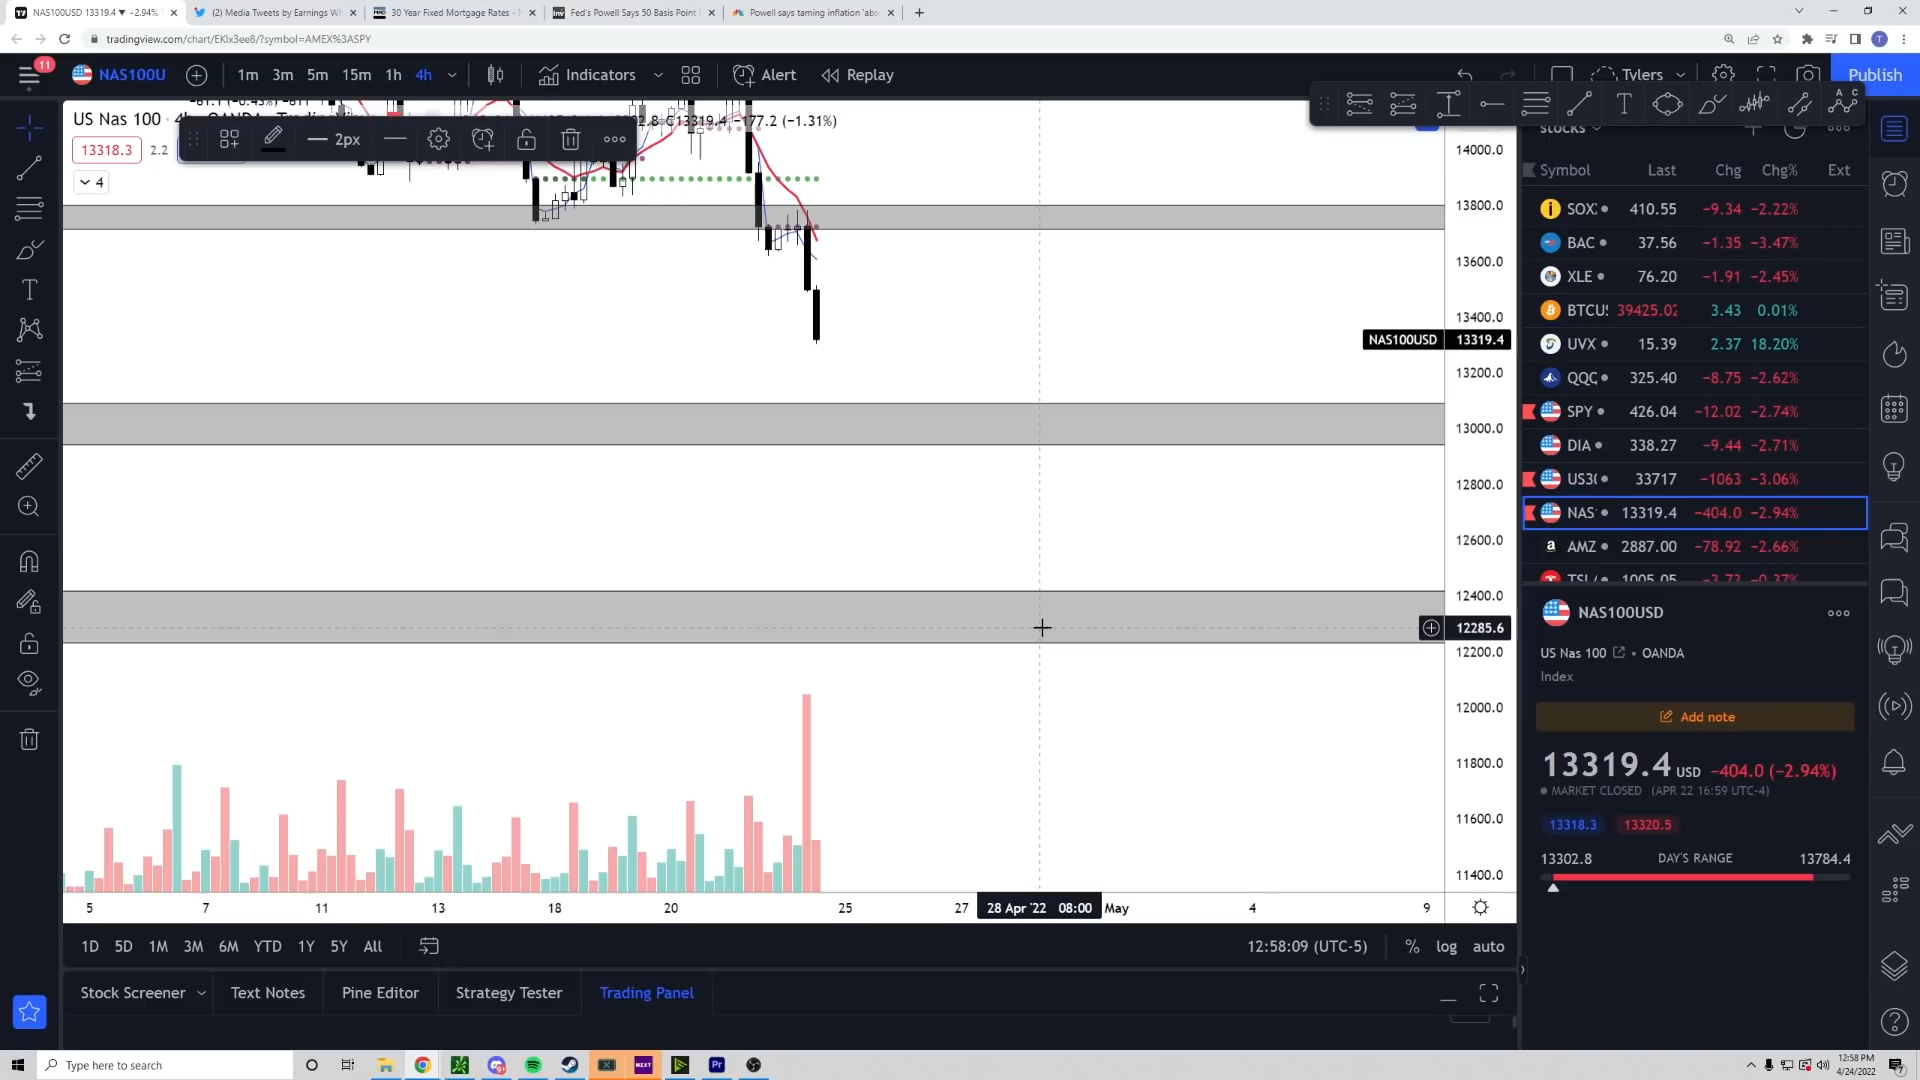 NAS100USD 13319.4 ▼ −2.94%
(2) Media Tweets by Earnings Wh
30 Year Fixed Mortgage Rates -
Fed's Powell Says 50 Basis Point
Powell says taming inflation 'abs
tradingview.com/chart/EKlx3ee8/?symbol=AMEX%3ASPY
11
NAS100U
1m 3m 5m 15m 1h 4h
Indicators
Alert
Replay
Tylers
Publish
US Nas 100
13319.4 −177.2 (−1.31%)
2px
13318.3
2.2
4
14000.0
13800.0
13600.0
13400.0
NAS100USD 13319.4
13200.0
13000.0
12800.0
12600.0
12400.0
12285.6
12200.0
12000.0
11800.0
11600.0
11400.0
5 7 11 13 18 20 25 27 28 Apr '22 08:00 May 4 9
1D 5D 1M 3M 6M YTD 1Y 5Y All
12:58:09 (UTC-5)
% log auto
Stock Screener
Text Notes
Pine Editor
Strategy Tester
Trading Panel
stocks
Symbol Last Chg Chg% Ext
SOX 410.55 −9.34 −2.22%
BAC 37.56 −1.35 −3.47%
XLE 76.20 −1.91 −2.45%
BTCUS 39425.02 3.43 0.01%
UVX 15.39 2.37 18.20%
QQQ 325.40 −8.75 −2.62%
SPY 426.04 −12.02 −2.74%
DIA 338.27 −9.44 −2.71%
US30 33717 −1063 −3.06%
NAS 13319.4 −404.0 −2.94%
AMZ 2887.00 −78.92 −2.66%
TSLA 1005.05 −3.73 −0.37%
NAS100USD
US Nas 100 • OANDA
Index
Add note
13319.4 USD −404.0 (−2.94%)
MARKET CLOSED (APR 22 16:59 UTC-4)
13318.3 13320.5
13302.8 DAY'S RANGE 13784.4
Type here to search
12:58 PM
4/24/2022